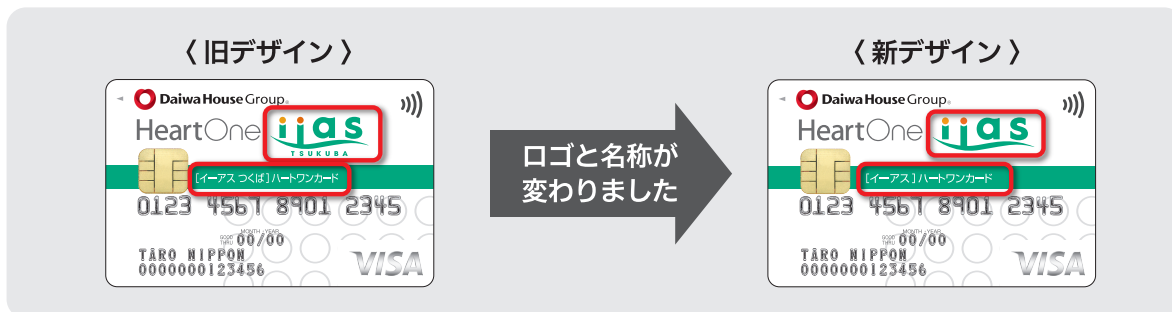 〈 旧デザイン 〉
Daiwa House Group®
HeartOne iias
TSUKUBA
[イーアス つくば] ハートワンカード
0123 4567 8901 2345
MONTH - YEAR
GOOD THRU 00/00
TARO NIPPON
0000000123456
VISA
ロゴと名称が
変わりました
〈 新デザイン 〉
Daiwa House Group®
HeartOne iias
[イーアス] ハートワンカード
0123 4567 8901 2345
MONTH - YEAR
GOOD THRU 00/00
TARO NIPPON
0000000123456
VISA